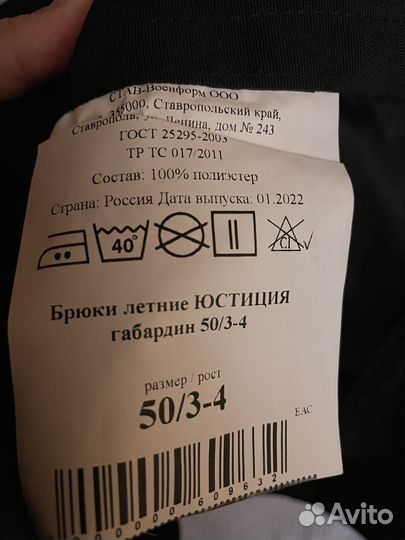 СТАВ-Военформ ООО
355000, Ставропольский край,
Ставрополь, ул. Ленина, дом № 243
ГОСТ 25295-2003
ТР ТС 017/2011
Состав: 100% полиэстер
Страна: Россия Дата выпуска: 01.2022
40°
Cl
Брюки летние ЮСТИЦИЯ
габардин 50/3-4
размер / рост
50/3-4
EAC
000000609632
Avito